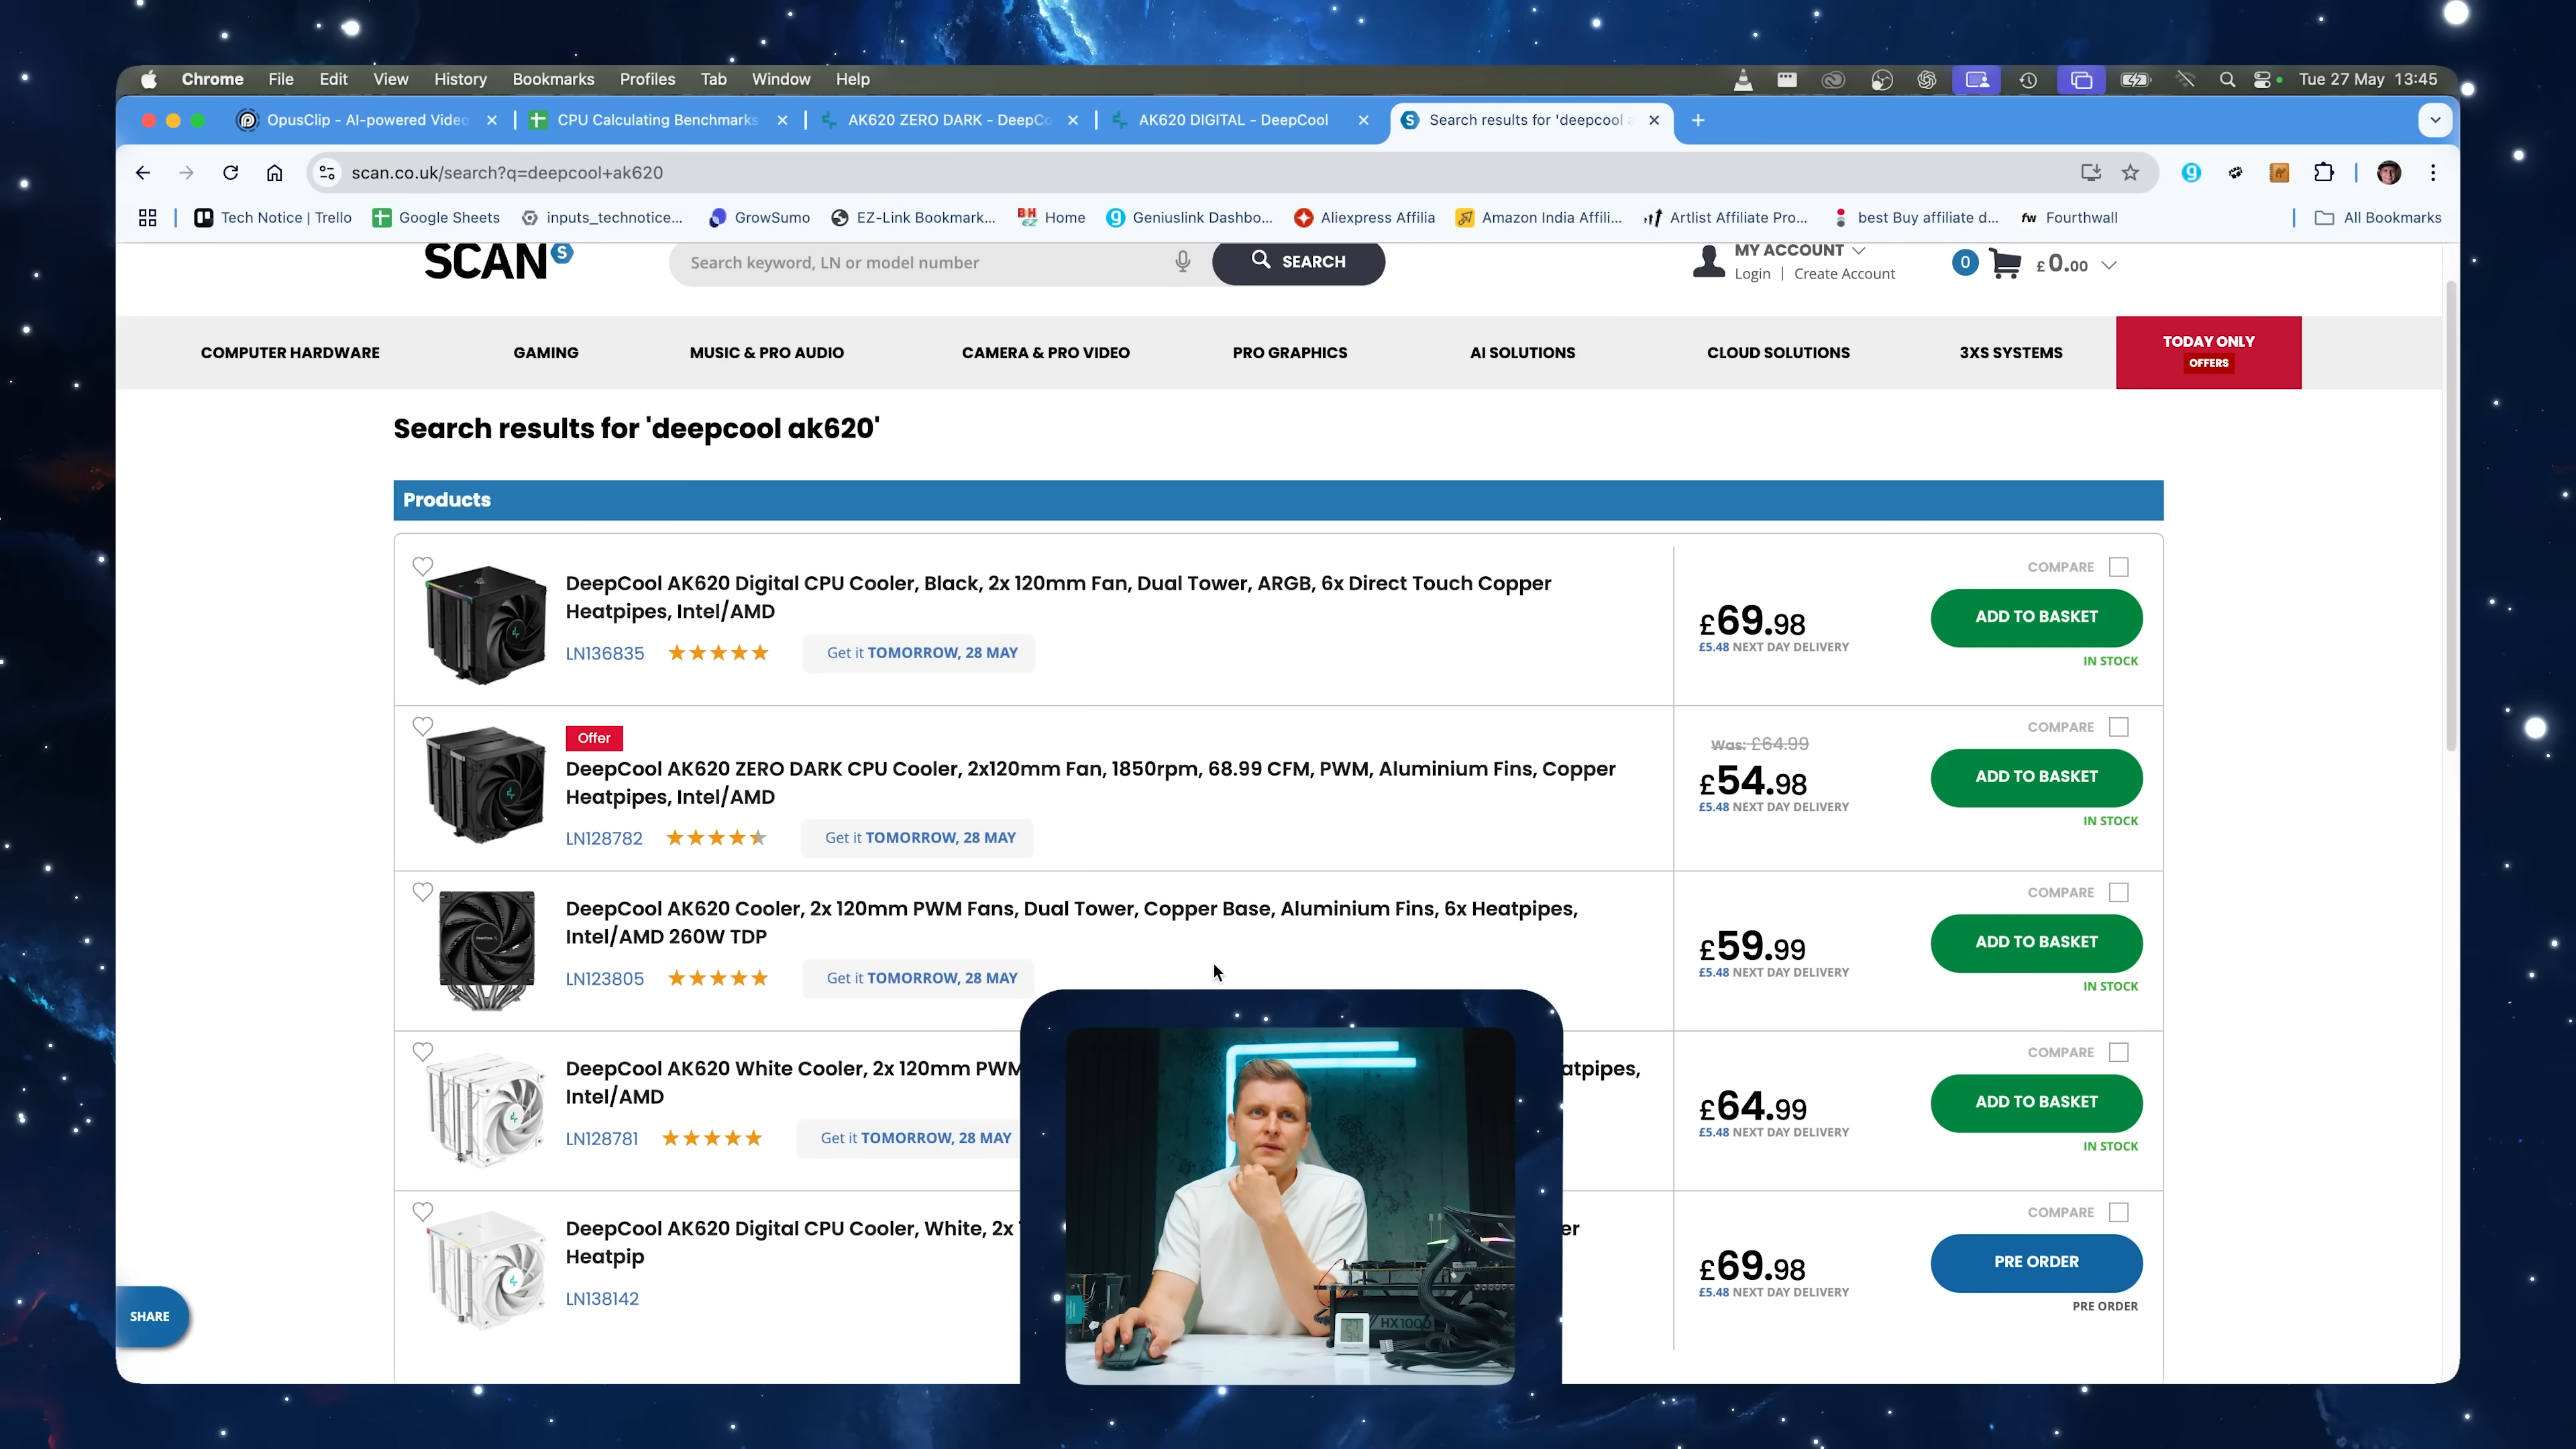 Chrome File Edit View History Bookmarks Profiles Tab Window Help
Tue 27 May 13:45
OpusClip - AI-powered Video
CPU Calculating Benchmarks
AK620 ZERO DARK - DeepCo
AK620 DIGITAL - DeepCool
Search results for 'deepcool a
scan.co.uk/search?q=deepcool+ak620
Tech Notice | Trello
Google Sheets
inputs_technotice...
GrowSumo
EZ-Link Bookmark...
BH EZ Home
Geniuslink Dashbo...
Aliexpress Affilia
Amazon India Affili...
Artlist Affiliate Pro...
best Buy affiliate d...
fw Fourthwall
All Bookmarks
SCAN S
Search keyword, LN or model number
SEARCH
MY ACCOUNT
Login | Create Account
0
£0.00
COMPUTER HARDWARE
GAMING
MUSIC & PRO AUDIO
CAMERA & PRO VIDEO
PRO GRAPHICS
AI SOLUTIONS
CLOUD SOLUTIONS
3XS SYSTEMS
TODAY ONLY
OFFERS
Search results for 'deepcool ak620'
Products
DeepCool AK620 Digital CPU Cooler, Black, 2x 120mm Fan, Dual Tower, ARGB, 6x Direct Touch Copper
Heatpipes, Intel/AMD
LN136835
Get it TOMORROW, 28 MAY
£69.98
£5.48 NEXT DAY DELIVERY
COMPARE
ADD TO BASKET
IN STOCK
Offer
DeepCool AK620 ZERO DARK CPU Cooler, 2x120mm Fan, 1850rpm, 68.99 CFM, PWM, Aluminium Fins, Copper
Heatpipes, Intel/AMD
LN128782
Get it TOMORROW, 28 MAY
Was: £64.99
£54.98
£5.48 NEXT DAY DELIVERY
COMPARE
ADD TO BASKET
IN STOCK
DeepCool AK620 Cooler, 2x 120mm PWM Fans, Dual Tower, Copper Base, Aluminium Fins, 6x Heatpipes,
Intel/AMD 260W TDP
LN123805
Get it TOMORROW, 28 MAY
£59.99
£5.48 NEXT DAY DELIVERY
COMPARE
ADD TO BASKET
IN STOCK
DeepCool AK620 White Cooler, 2x 120mm PWM
atpipes,
Intel/AMD
LN128781
Get it TOMORROW, 28 MAY
£64.99
£5.48 NEXT DAY DELIVERY
COMPARE
ADD TO BASKET
IN STOCK
DeepCool AK620 Digital CPU Cooler, White, 2x
er
Heatpip
LN138142
£69.98
£5.48 NEXT DAY DELIVERY
COMPARE
PRE ORDER
PRE ORDER
SHARE
HX1000